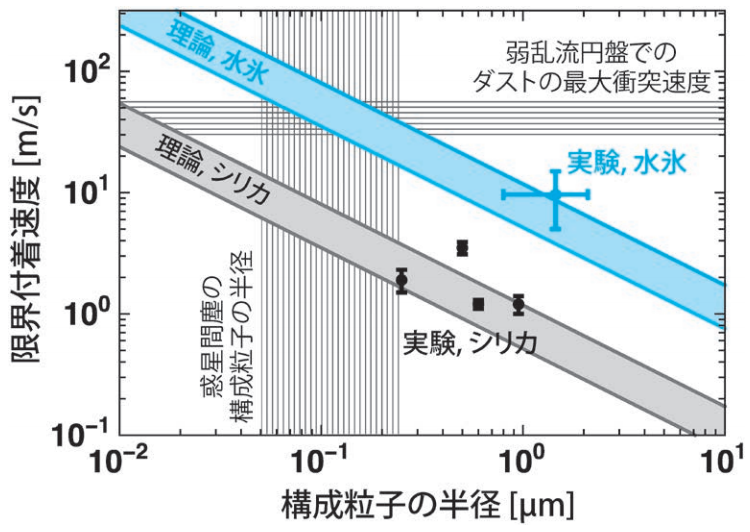 限界付着速度 [m/s]
10²
10¹
10⁰
10⁻¹
理論, 水氷
理論, シリカ
弱乱流円盤での
ダストの最大衝突速度
実験, 水氷
実験, シリカ
惑星間塵の
構成粒子の半径
10⁻²
10⁻¹
10⁰
10¹
構成粒子の半径 [μm]